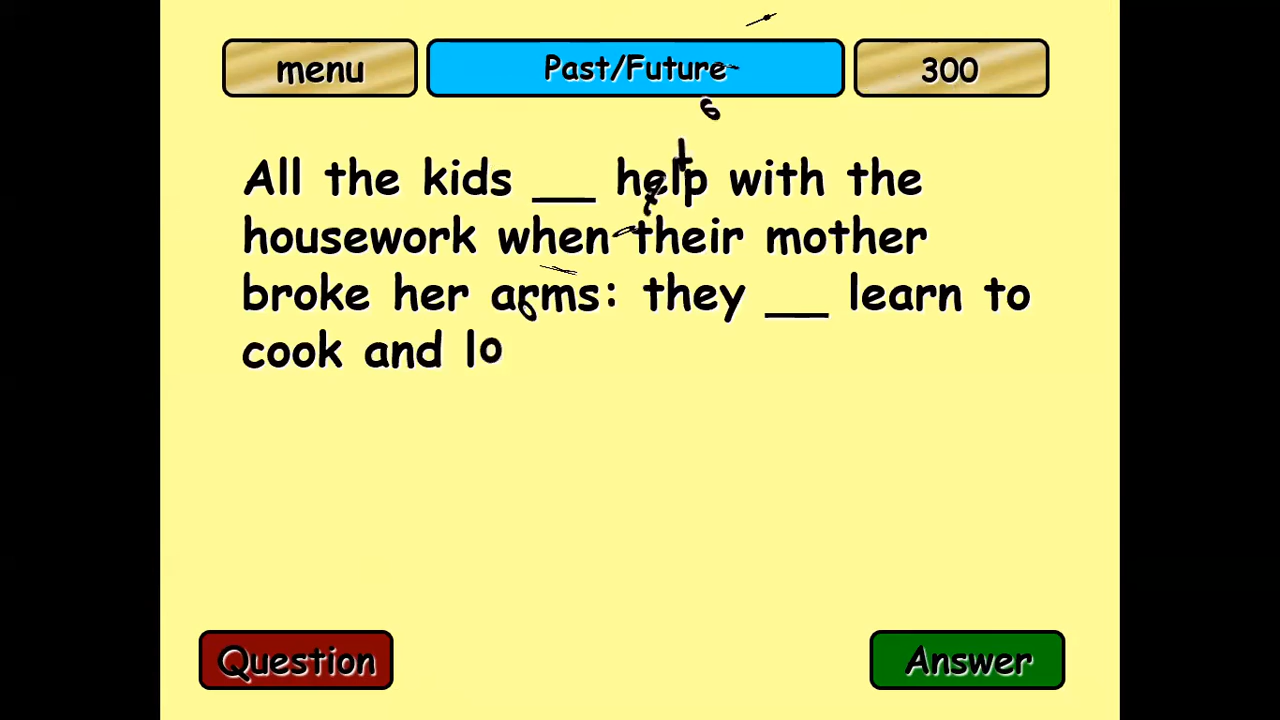 menu
Past/Future
300
All the kids __ help with the
housework when their mother
broke her arms: they __ learn to
cook and lo
Question
Answer